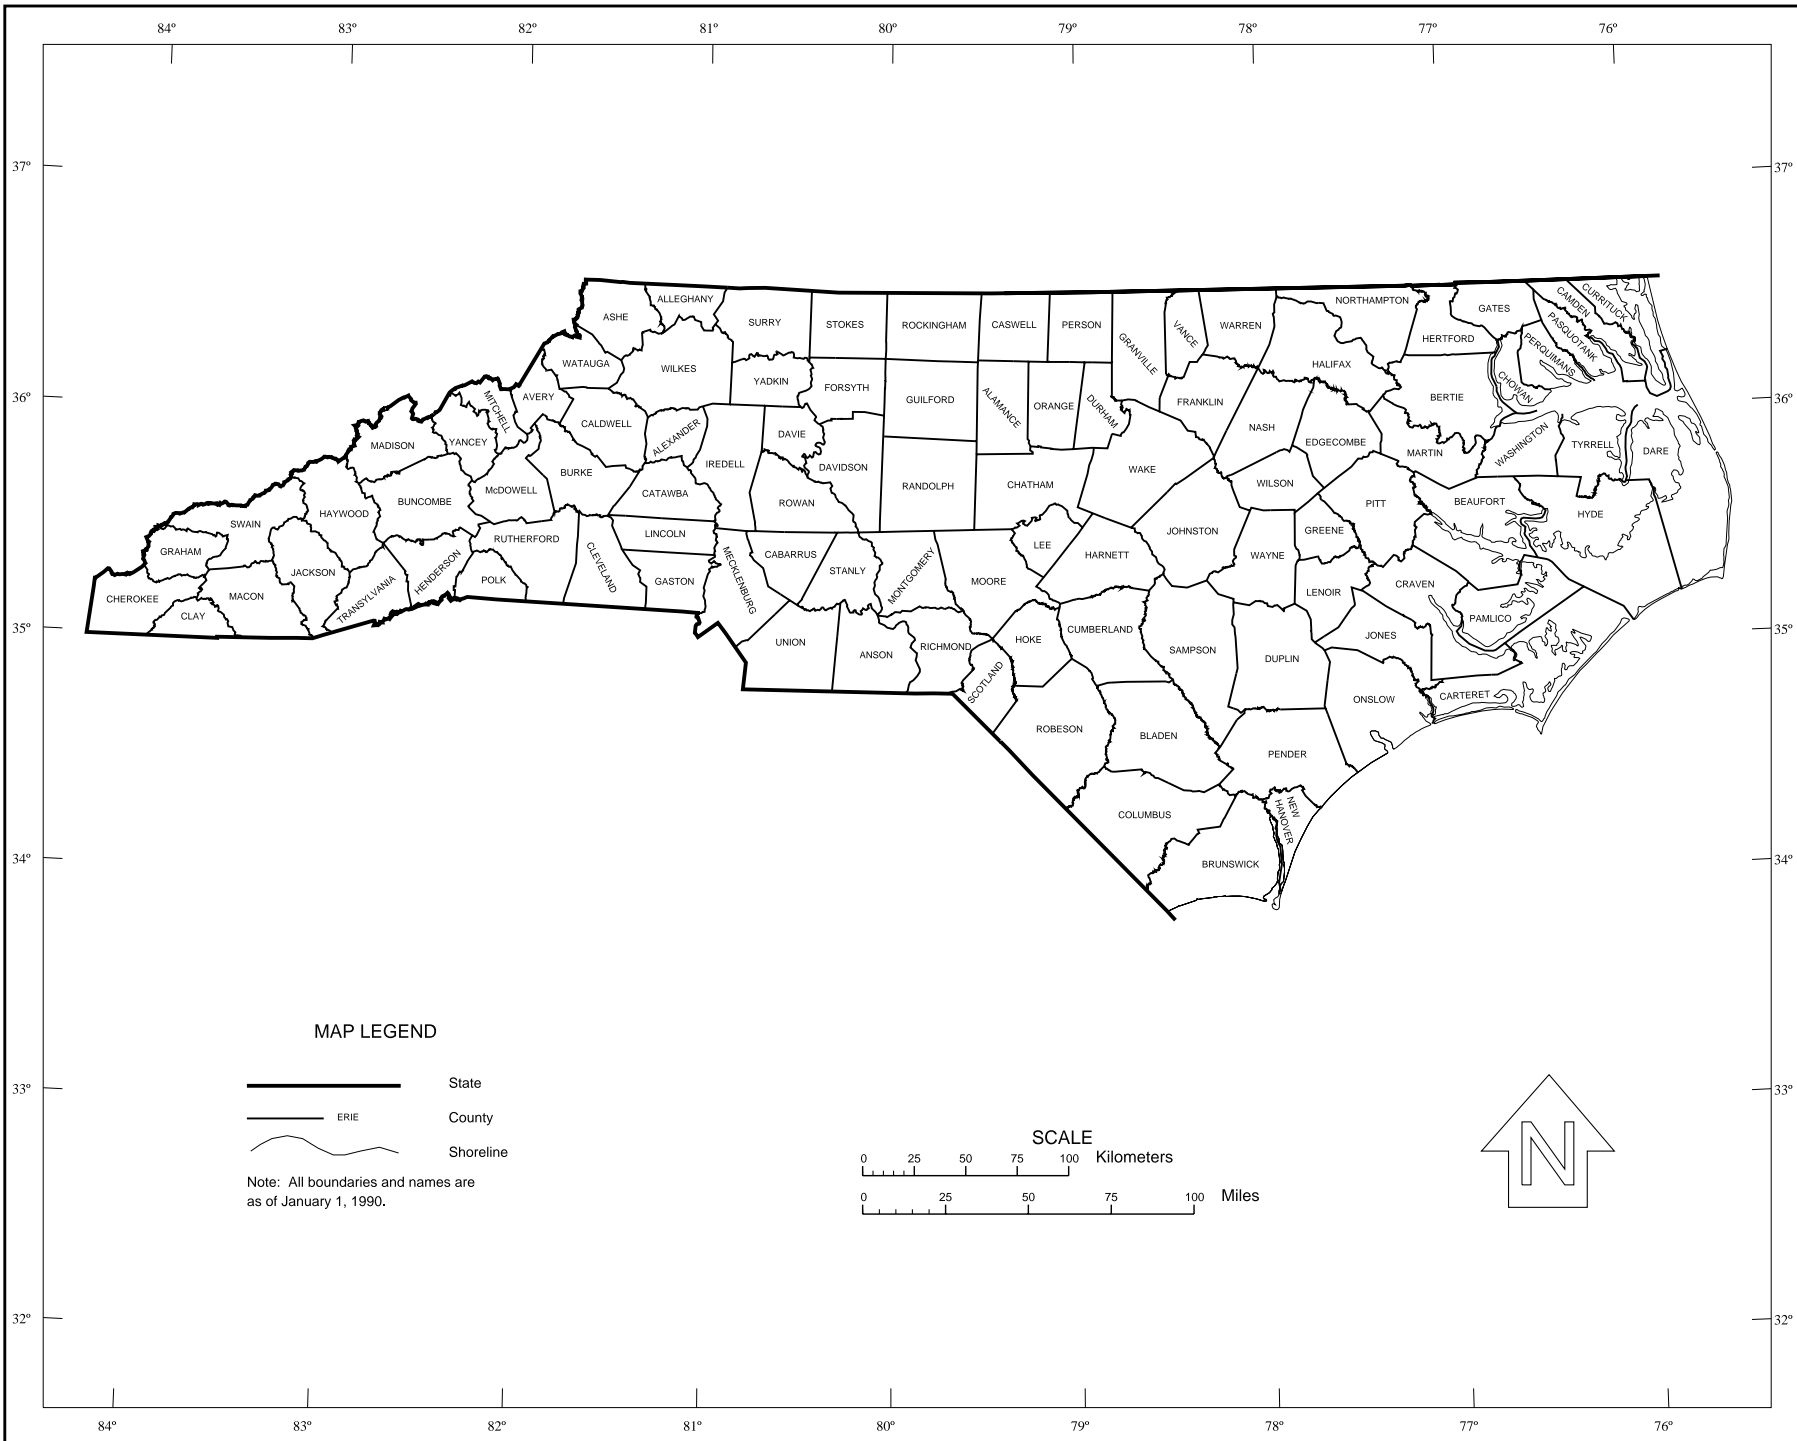 84º 83º 82º 81º 80º 79º 78º 77º 76º
37º 37º
ALLEGHANY
ASHE
SURRY
STOKES
ROCKINGHAM
CASWELL
PERSON
GRANVILLE
VANCE
WARREN
NORTHAMPTON
GATES
HERTFORD
CAMDEN
CURRITUCK
PASQUOTANK
PERQUIMANS
CHOWAN
WATAUGA
WILKES
YADKIN
FORSYTH
GUILFORD
ALAMANCE
ORANGE
DURHAM
FRANKLIN
HALIFAX
BERTIE
36º 36º
MITCHELL
AVERY
CALDWELL
ALEXANDER
DAVIE
MADISON
YANCEY
BURKE
IREDELL
DAVIDSON
RANDOLPH
CHATHAM
WAKE
NASH
EDGECOMBE
MARTIN
WASHINGTON
TYRRELL
DARE
BUNCOMBE
McDOWELL
CATAWBA
ROWAN
WILSON
PITT
BEAUFORT
HYDE
SWAIN
HAYWOOD
RUTHERFORD
LINCOLN
GRAHAM
JACKSON
HENDERSON
POLK
CLEVELAND
GASTON
MECKLENBURG
CABARRUS
STANLY
MONTGOMERY
MOORE
LEE
HARNETT
JOHNSTON
WAYNE
GREENE
LENOIR
CRAVEN
PAMLICO
CHEROKEE
CLAY
MACON
TRANSYLVANIA
35º 35º
UNION
ANSON
RICHMOND
SCOTLAND
HOKE
CUMBERLAND
SAMPSON
DUPLIN
JONES
ONSLOW
CARTERET
ROBESON
BLADEN
PENDER
COLUMBUS
NEW
HANOVER
BRUNSWICK
34º 34º
MAP LEGEND
State
ERIE County
Shoreline
Note: All boundaries and names are
as of January 1, 1990.
33º 33º
SCALE
0 25 50 75 100 Kilometers
0 25 50 75 100 Miles
N
32º 32º
84º 83º 82º 81º 80º 79º 78º 77º 76º